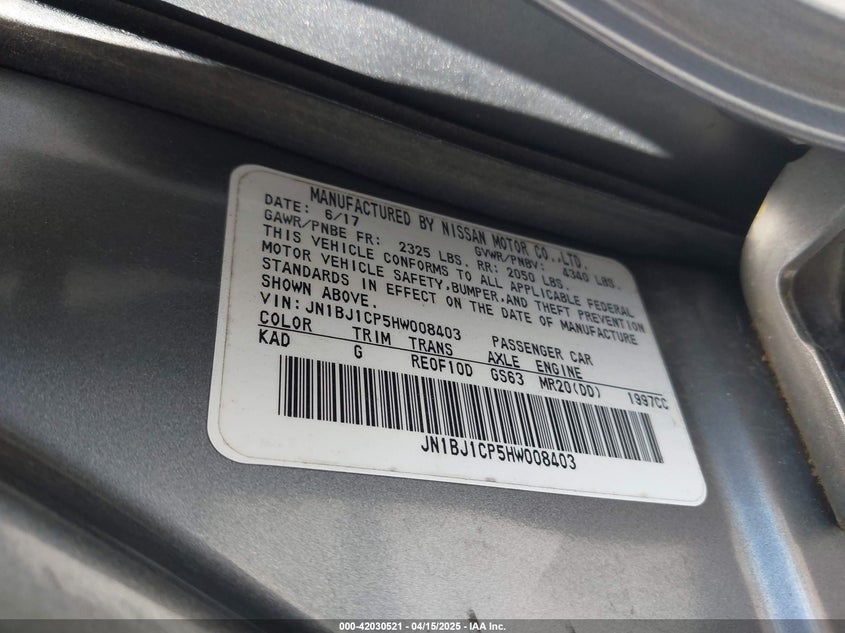 MANUFACTURED BY NISSAN MOTOR CO.,LTD.
DATE: 6/17 GVWR/PNBV: 4340 LBS.
GAWR/PNBE FR: 2325 LBS. RR: 2050 LBS.
THIS VEHICLE CONFORMS TO ALL APPLICABLE FEDERAL
MOTOR VEHICLE SAFETY,BUMPER,AND THEFT PREVENTION
STANDARDS IN EFFECT ON THE DATE OF MANUFACTURE
SHOWN ABOVE.
VIN:JN1BJ1CP5HW008403 PASSENGER CAR
COLOR TRIM TRANS AXLE ENGINE
KAD G RE0F10D GS63 MR20(DD) 1997CC
JN1BJ1CP5HW008403
000-42030521 - 04/15/2025 - IAA Inc.